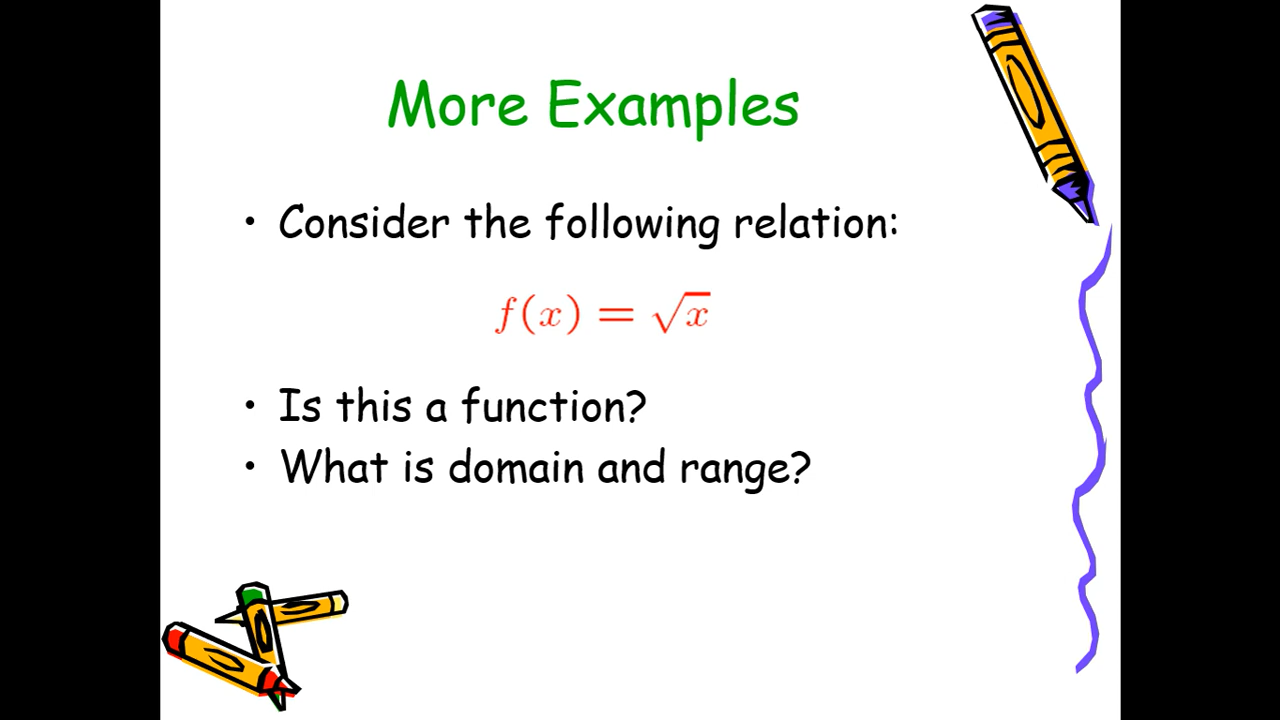 More Examples
• Consider the following relation:
f(x) = √x
• Is this a function?
• What is domain and range?